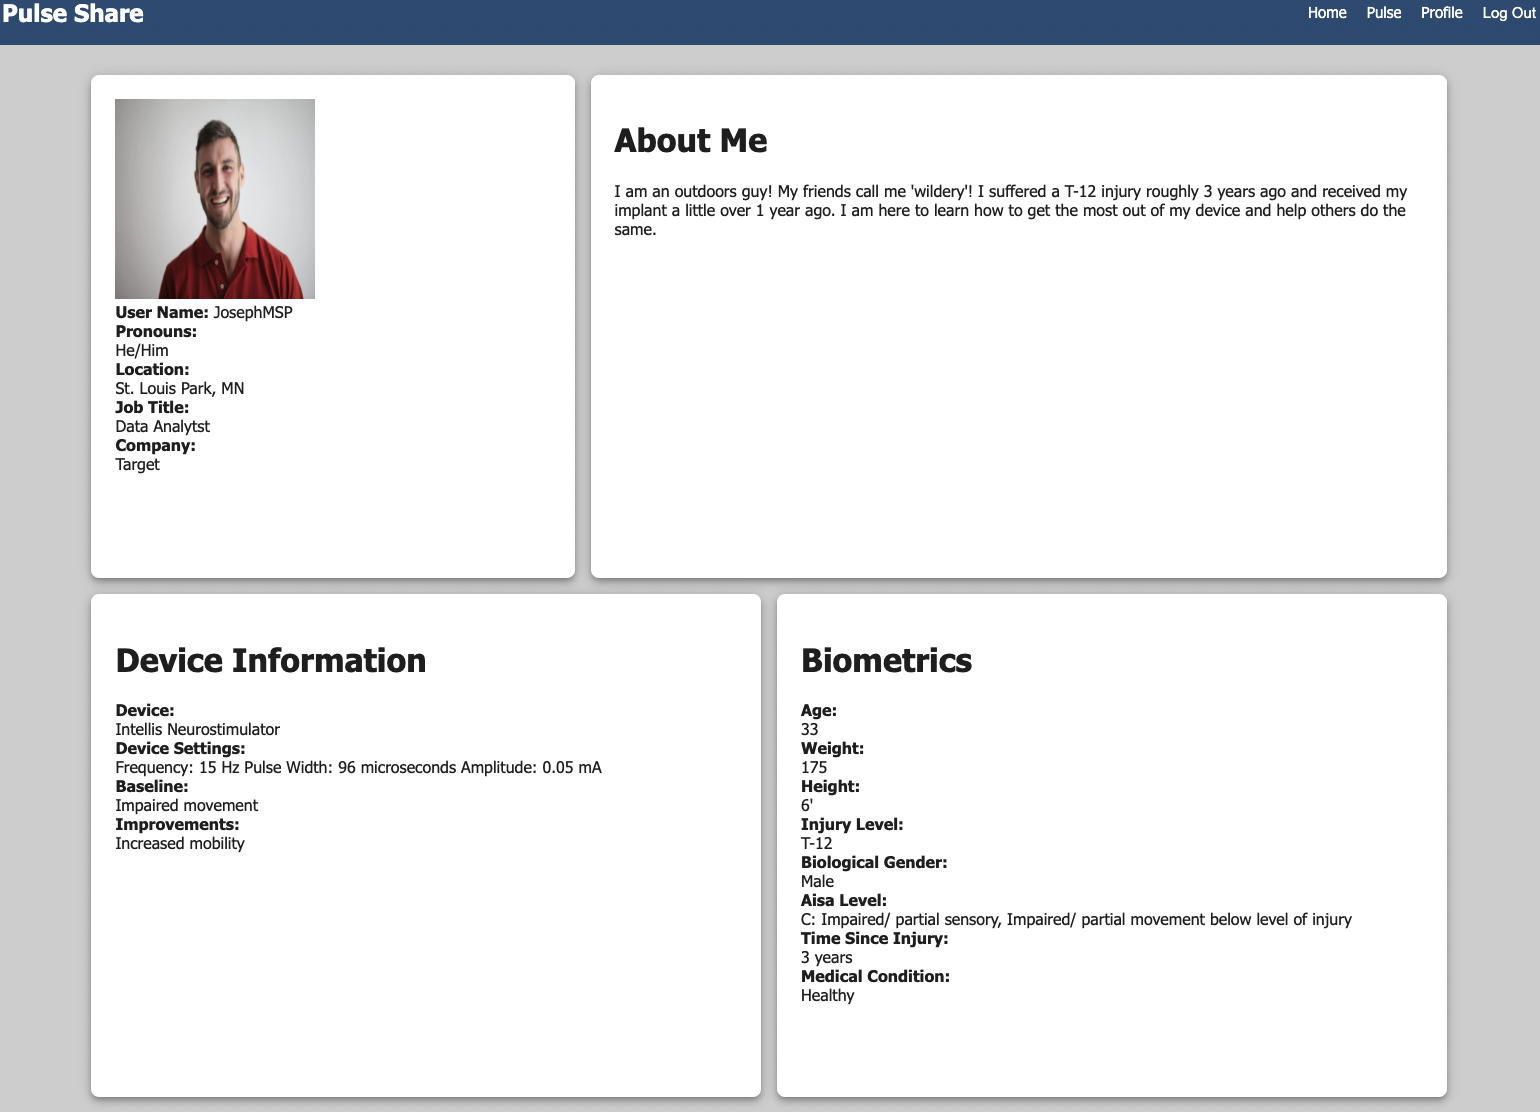 Pulse Share
Home Pulse Profile Log Out
User Name: JosephMSP
Pronouns:
He/Him
Location:
St. Louis Park, MN
Job Title:
Data Analytst
Company:
Target
About Me
I am an outdoors guy! My friends call me 'wildery'! I suffered a T-12 injury roughly 3 years ago and received my
implant a little over 1 year ago. I am here to learn how to get the most out of my device and help others do the
same.
Device Information
Device:
Intellis Neurostimulator
Device Settings:
Frequency: 15 Hz Pulse Width: 96 microseconds Amplitude: 0.05 mA
Baseline:
Impaired movement
Improvements:
Increased mobility
Biometrics
Age:
33
Weight:
175
Height:
6'
Injury Level:
T-12
Biological Gender:
Male
Aisa Level:
C: Impaired/ partial sensory, Impaired/ partial movement below level of injury
Time Since Injury:
3 years
Medical Condition:
Healthy